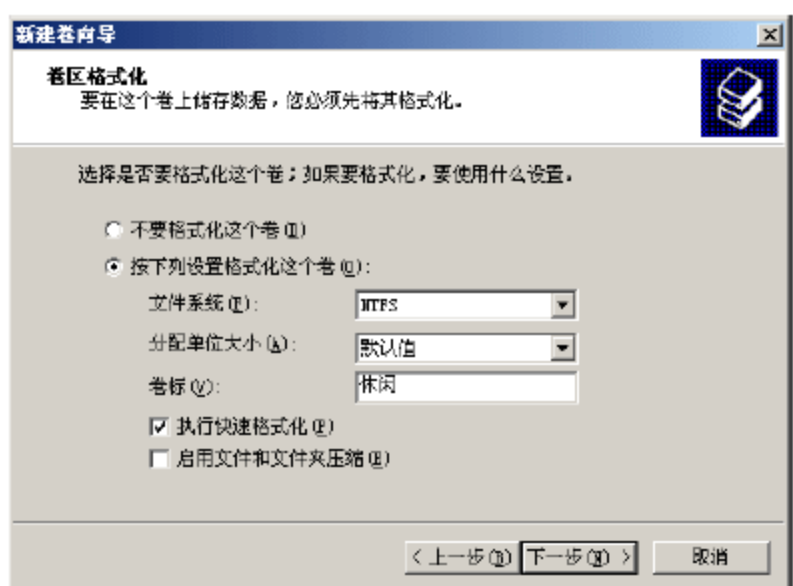 新建卷向导
卷区格式化
要在这个卷上储存数据，您必须先将其格式化。
选择是否要格式化这个卷；如果要格式化，要使用什么设置。
不要格式化这个卷(D)
按下列设置格式化这个卷(O):
文件系统(F): NTFS
分配单位大小(A): 默认值
卷标(V): 休闲
执行快速格式化(P)
启用文件和文件夹压缩(E)
< 上一步(B) 下一步(N) > 取消